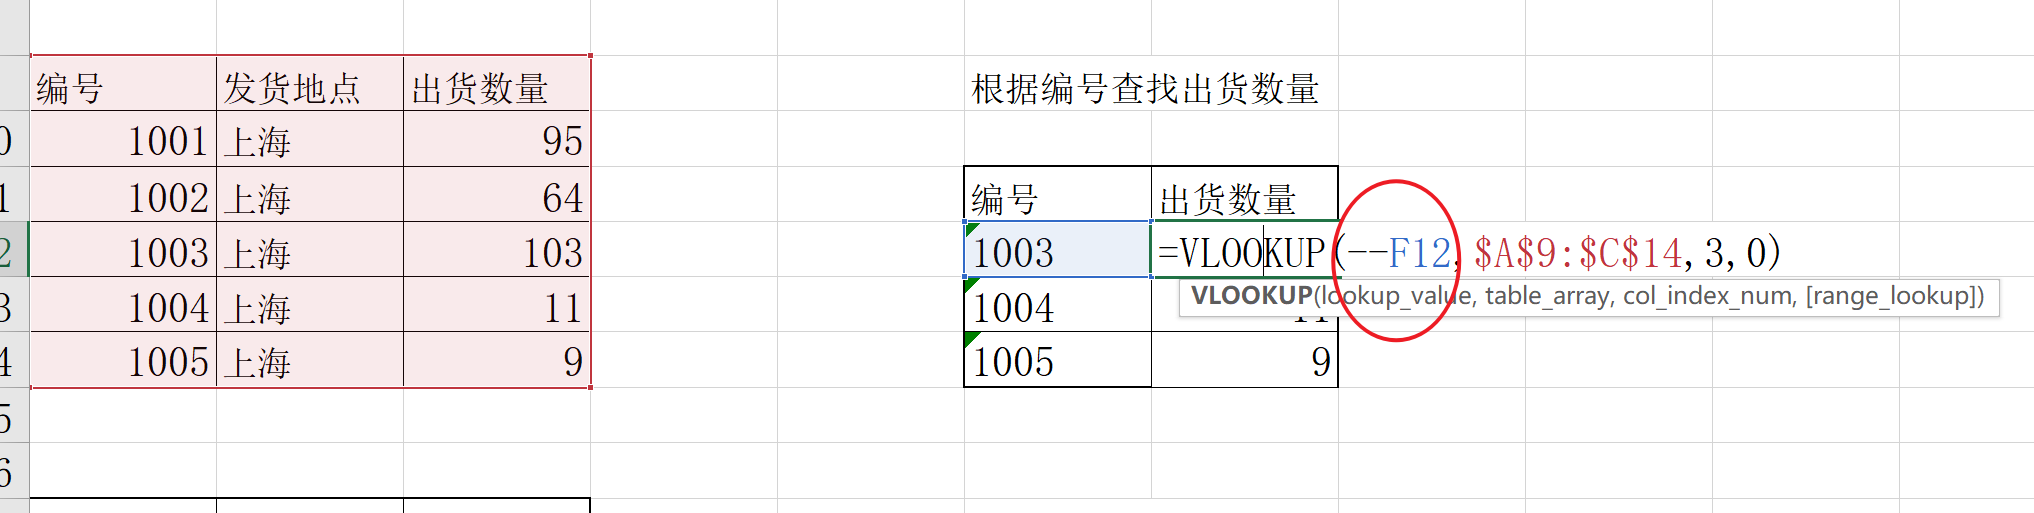 编号 发货地点 出货数量 根据编号查找出货数量
0 1001 上海 95
1 1002 上海 64 编号 出货数量
2 1003 上海 103 1003 =VLOOKUP(--F12,$A$9:$C$14,3,0)
VLOOKUP(lookup_value, table_array, col_index_num, [range_lookup])
3 1004 上海 11 1004 11
4 1005 上海 9 1005 9
5
6